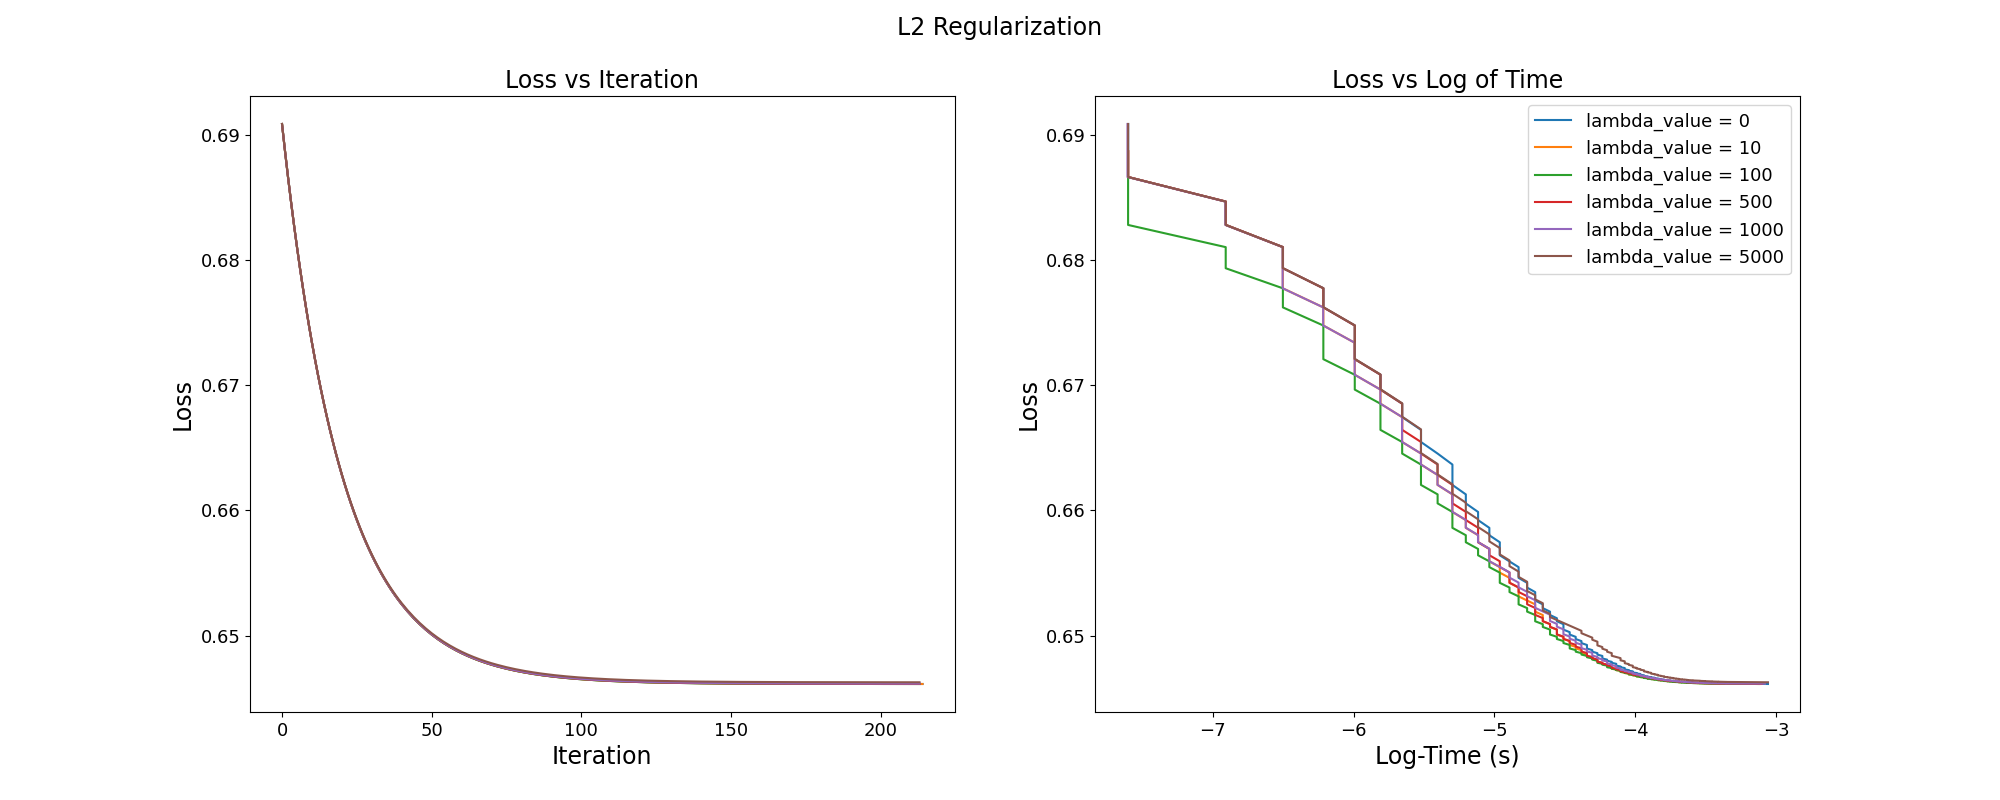 L2 Regularization
Loss vs Iteration
Loss
0.69
0.68
0.67
0.66
0.65
0
50
100
150
200
Iteration
Loss vs Log of Time
Loss
0.69
0.68
0.67
0.66
0.65
−7
−6
−5
−4
−3
Log-Time (s)
lambda_value = 0
lambda_value = 10
lambda_value = 100
lambda_value = 500
lambda_value = 1000
lambda_value = 5000